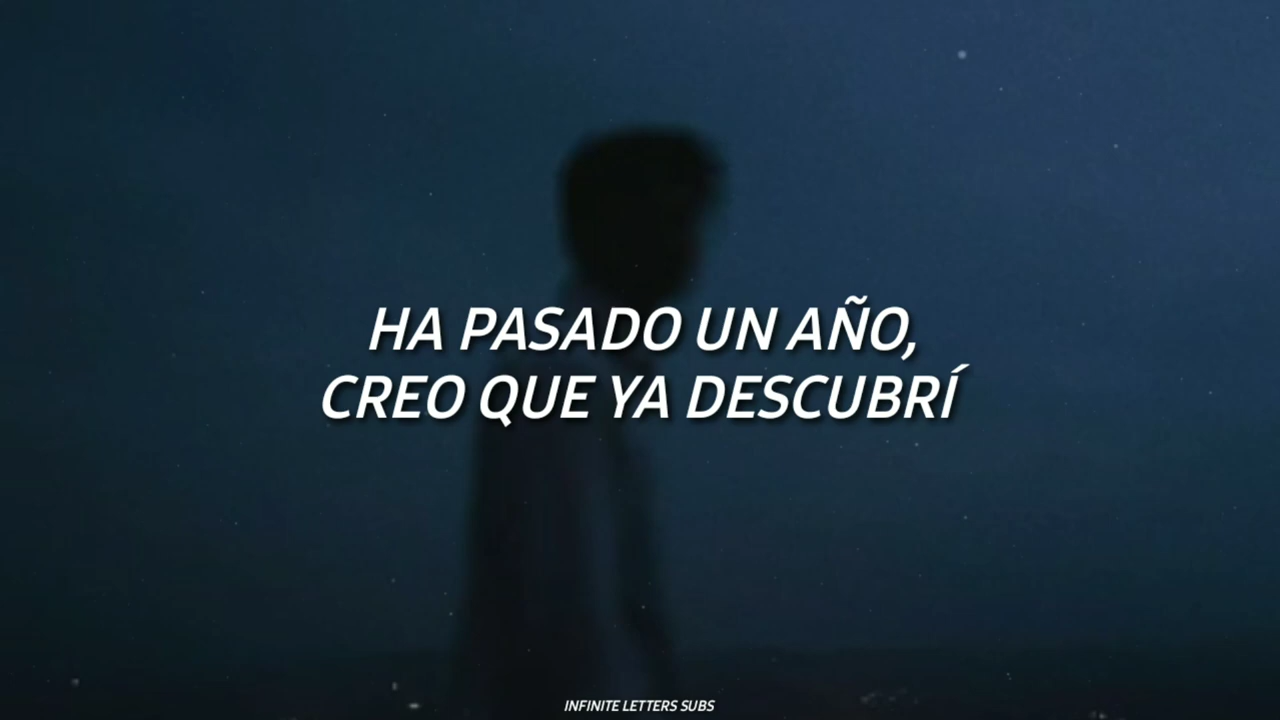 HA PASADO UN AÑO,
CREO QUE YA DESCUBRÍ
INFINITE LETTERS SUBS